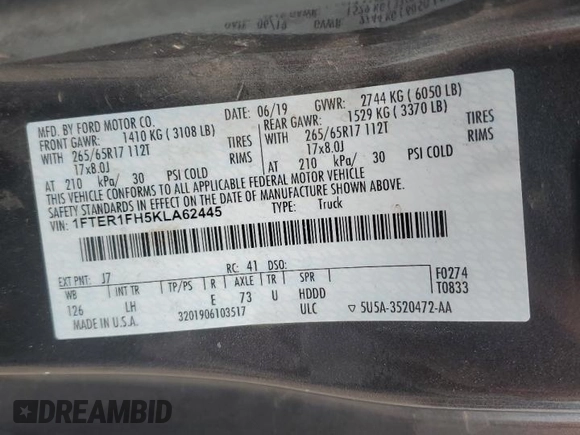 MFD. BY FORD MOTOR CO.
DATE: 06/19 GVWR: 2744 KG ( 6050 LB)
FRONT GAWR: 1410 KG ( 3108 LB) REAR GAWR: 1529 KG ( 3370 LB)
WITH 265/65R17 112T TIRES WITH 265/65R17 112T TIRES
17x8.0J RIMS 17x8.0J RIMS
AT 210 kPa/ 30 PSI COLD AT 210 kPa/ 30 PSI COLD
THIS VEHICLE CONFORMS TO ALL APPLICABLE FEDERAL MOTOR VEHICLE
SAFETY STANDARDS IN EFFECT ON THE DATE OF MANUFACTURE SHOWN ABOVE.
VIN: 1FTER1FH5KLA62445 TYPE: Truck
EXT PNT: J7 RC: 41 DSO: F0274
WB INT TR TP/PS R AXLE TR SPR T0833
126 LH E 73 U HDDD
MADE IN U.S.A. 3201906103517 ULC 5U5A-3520472-AA
DREAMBID